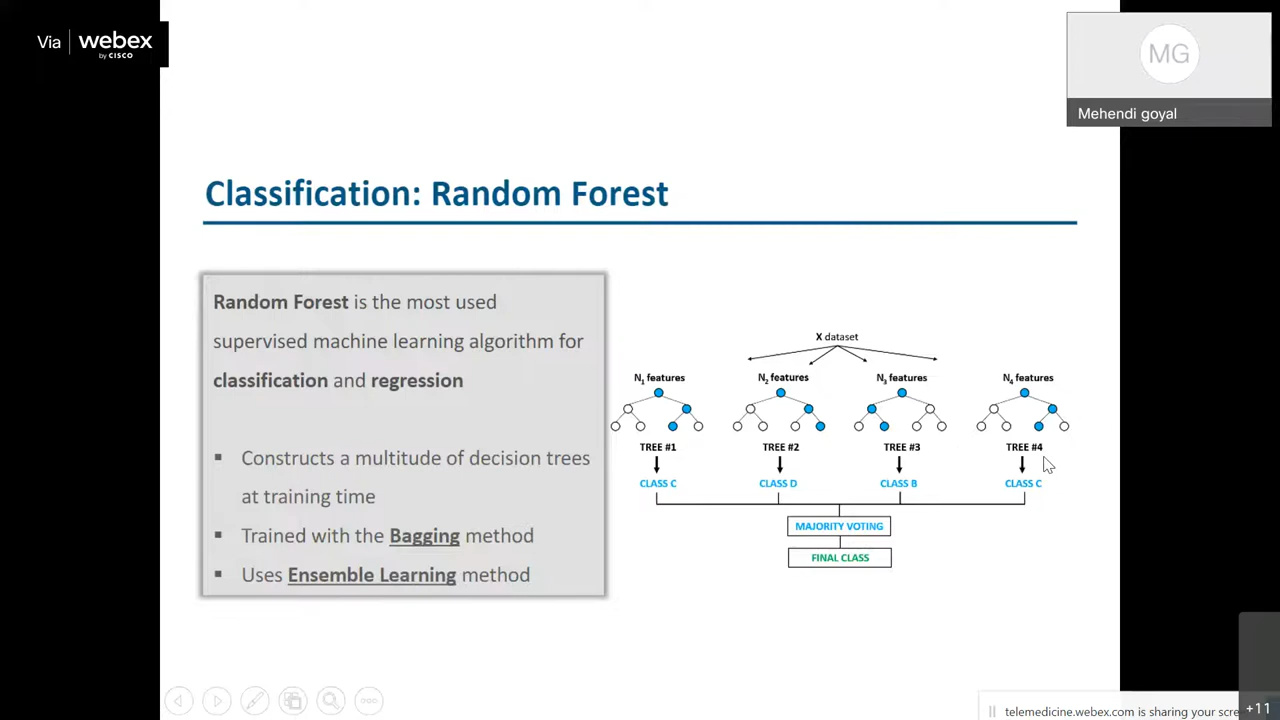 Via webex
by CISCO
MG
Mehendi goyal
Classification: Random Forest
Random Forest is the most used
supervised machine learning algorithm for
classification and regression
▪ Constructs a multitude of decision trees
at training time
▪ Trained with the Bagging method
▪ Uses Ensemble Learning method
X dataset
N1 features N2 features N3 features N4 features
TREE #1 TREE #2 TREE #3 TREE #4
CLASS C CLASS D CLASS B CLASS C
MAJORITY VOTING
FINAL CLASS
telemedicine.webex.com is sharing your scre
+11